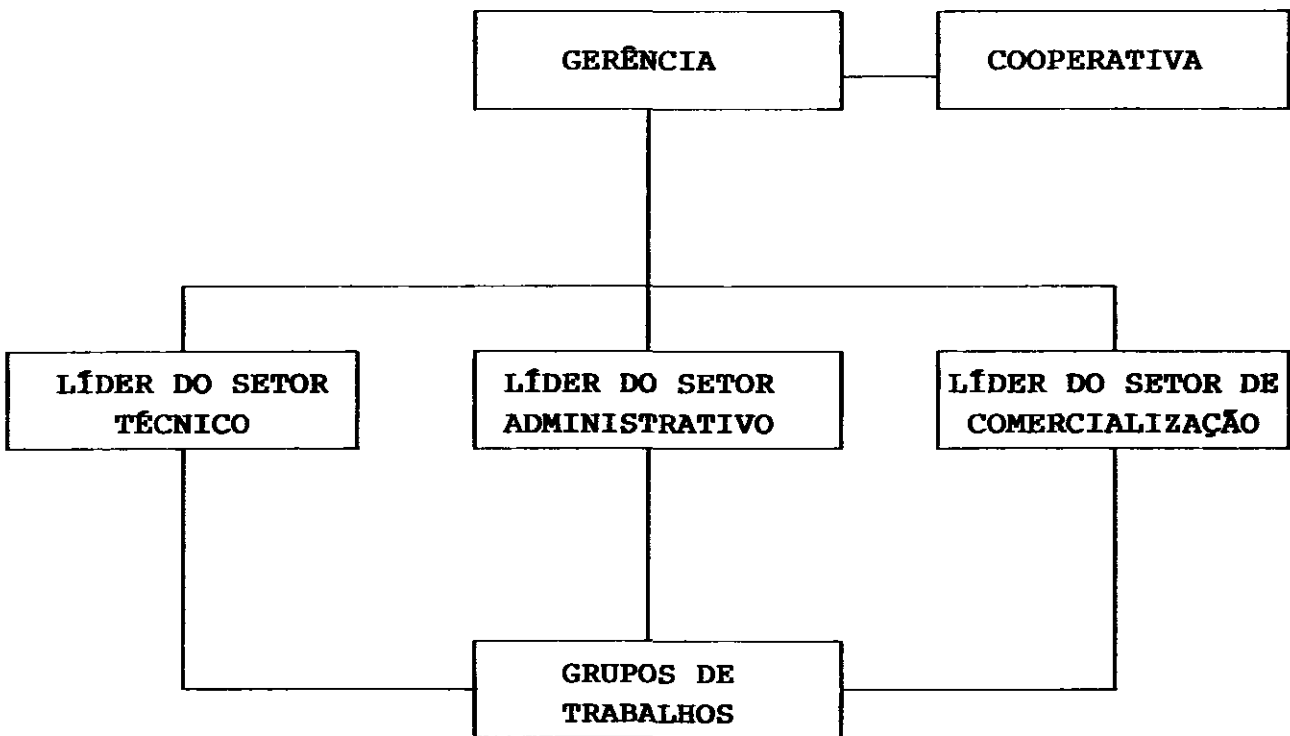 GERÊNCIA
COOPERATIVA
LÍDER DO SETOR
TÉCNICO
LÍDER DO SETOR
ADMINISTRATIVO
LÍDER DO SETOR DE
COMERCIALIZAÇÃO
GRUPOS DE
TRABALHOS